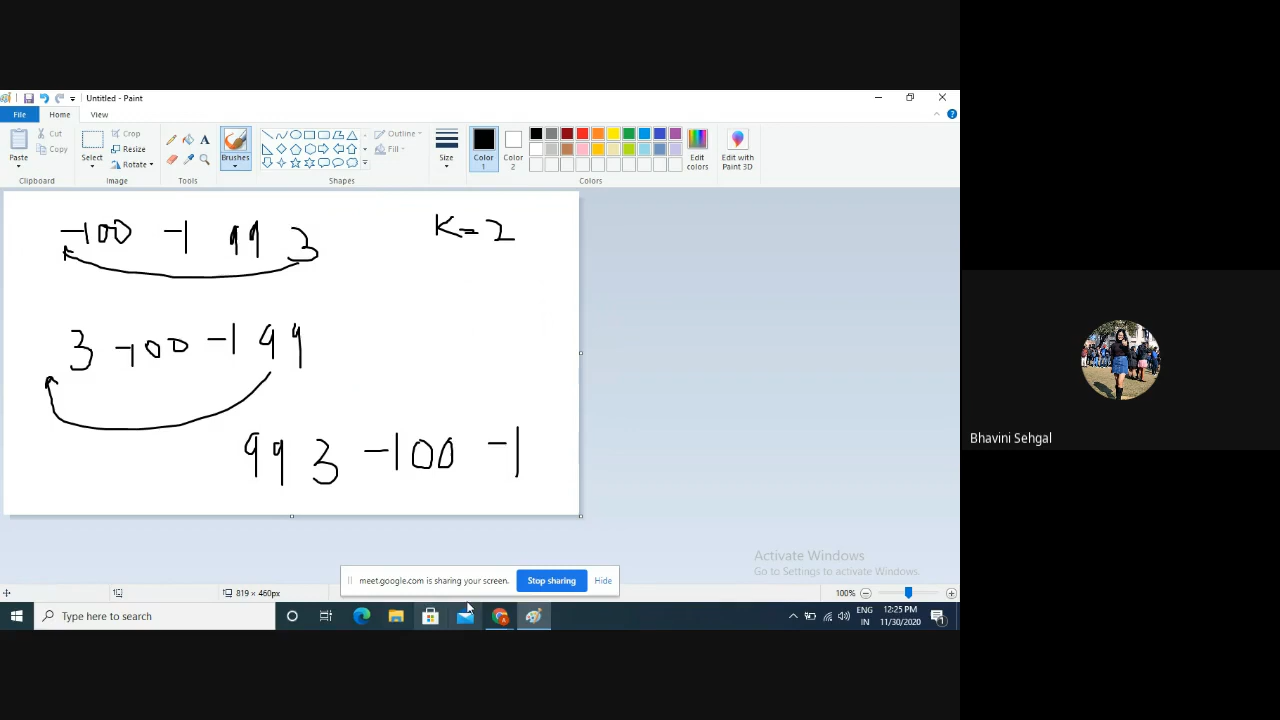 Untitled - Paint
File Home View
Paste
Cut
Copy
Clipboard
Select
Crop
Resize
Rotate
Image
A
Tools
Brushes
Shapes
Outline
Fill
Size
Color 1
Color 2
Edit colors
Edit with Paint 3D
Colors
-100 -1 99 3
K=2
3 -100 -1 99
99 3 -100 -1
Bhavini Sehgal
Activate Windows
Go to Settings to activate Windows.
meet.google.com is sharing your screen. Stop sharing Hide
819 × 460px
100%
Type here to search
ENG
IN
12:25 PM
11/30/2020
1